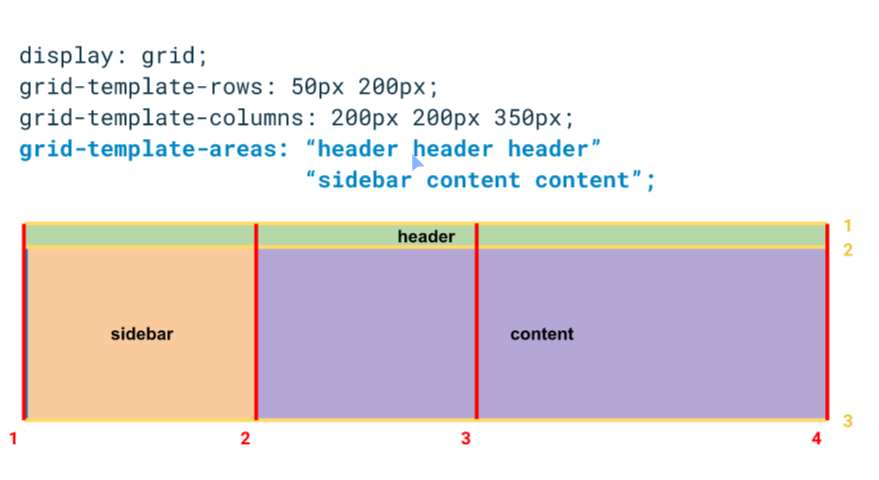 display: grid;
grid-template-rows: 50px 200px;
grid-template-columns: 200px 200px 350px;
grid-template-areas: “header header header”
“sidebar content content”;
1
header
2
sidebar
content
3
1
2
3
4